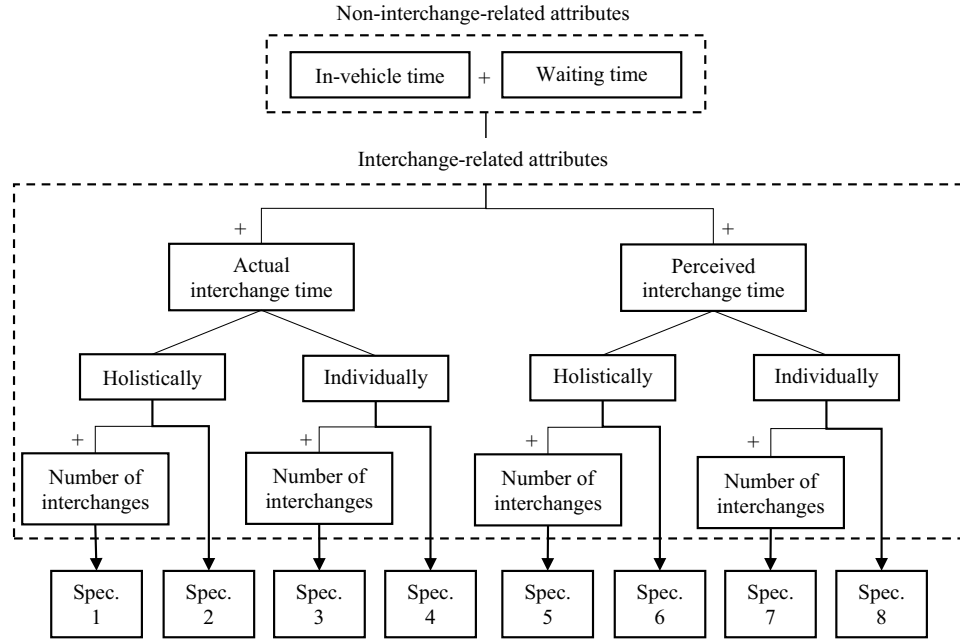 Non-interchange-related attributes
In-vehicle time + Waiting time
Interchange-related attributes
+ +
Actual
interchange time
Perceived
interchange time
Holistically Individually Holistically Individually
+ + + +
Number of
interchanges
Number of
interchanges
Number of
interchanges
Number of
interchanges
Spec.
1
Spec.
2
Spec.
3
Spec.
4
Spec.
5
Spec.
6
Spec.
7
Spec.
8